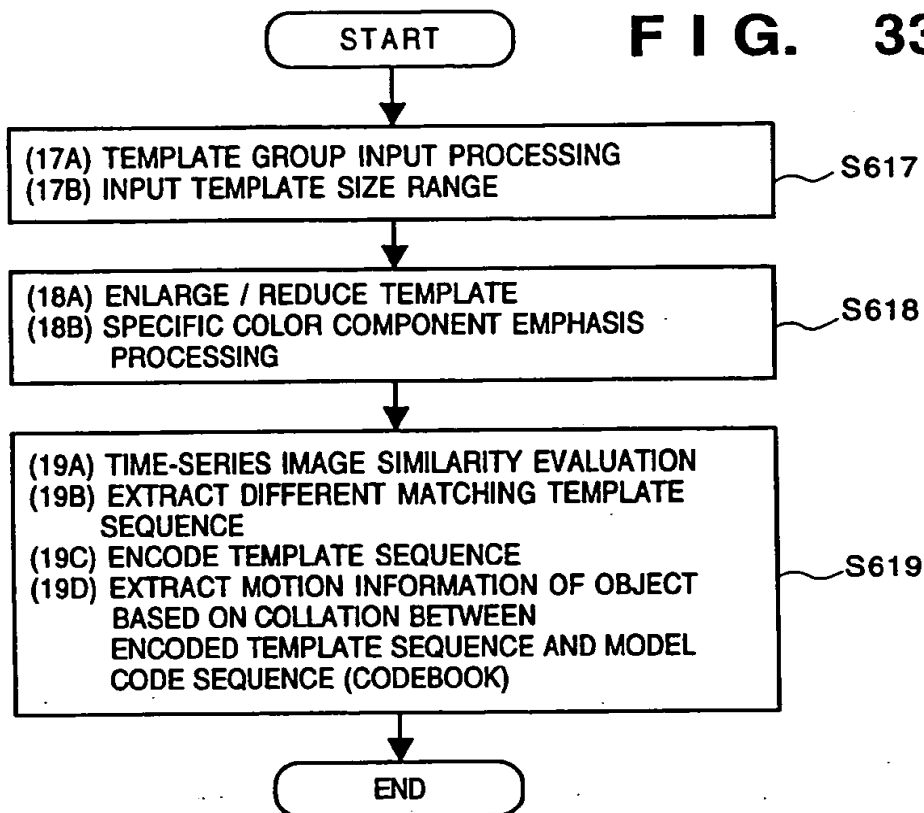 START
F I G. 33
(17A) TEMPLATE GROUP INPUT PROCESSING
(17B) INPUT TEMPLATE SIZE RANGE
S617
(18A) ENLARGE / REDUCE TEMPLATE
(18B) SPECIFIC COLOR COMPONENT EMPHASIS
PROCESSING
S618
(19A) TIME-SERIES IMAGE SIMILARITY EVALUATION
(19B) EXTRACT DIFFERENT MATCHING TEMPLATE
SEQUENCE
(19C) ENCODE TEMPLATE SEQUENCE
(19D) EXTRACT MOTION INFORMATION OF OBJECT
BASED ON COLLATION BETWEEN
ENCODED TEMPLATE SEQUENCE AND MODEL
CODE SEQUENCE (CODEBOOK)
S619
END